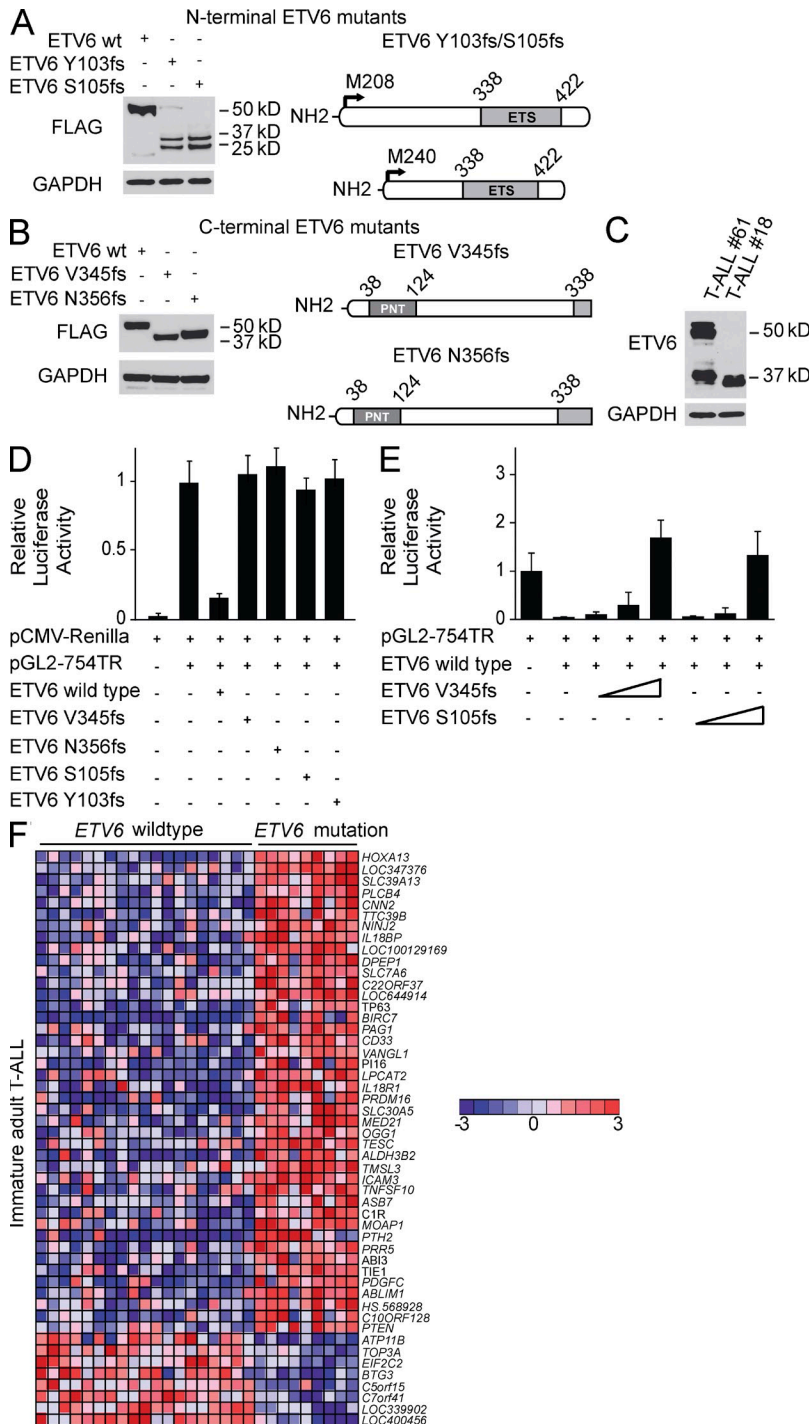 A
N-terminal ETV6 mutants
ETV6 wt + - -
ETV6 Y103fs - + -
ETV6 S105fs - - +
FLAG
50 kD
37 kD
25 kD
GAPDH
ETV6 Y103fs/S105fs
M208
338
422
NH2
ETS
M240
338
422
NH2
ETS
B
C-terminal ETV6 mutants
ETV6 wt + - -
ETV6 V345fs - + -
ETV6 N356fs - - +
FLAG
50 kD
37 kD
GAPDH
ETV6 V345fs
38
124
338
NH2
PNT
ETV6 N356fs
38
124
338
NH2
PNT
C
T-ALL #61
T-ALL #18
ETV6
50 kD
37 kD
GAPDH
D
Relative Luciferase Activity
1
0.5
0
pCMV-Renilla + + + + + + +
pGL2-754TR - + + + + + +
ETV6 wild type - - + - - - -
ETV6 V345fs - - - + - - -
ETV6 N356fs - - - - + - -
ETV6 S105fs - - - - - + -
ETV6 Y103fs - - - - - - +
E
Relative Luciferase Activity
3
2
1
0
pGL2-754TR + + + + + + + +
ETV6 wild type - + + + + + + +
ETV6 V345fs - - - - -
ETV6 S105fs - - - - -
F
ETV6 wildtype
ETV6 mutation
Immature adult T-ALL
HOXA13
LOC347376
SLC39A13
PLCB4
CNN2
TTC39B
NINJ2
IL18BP
LOC100129169
DPEP1
SLC7A6
C22ORF37
LOC644914
TP63
BIRC7
PAG1
CD33
VANGL1
PI16
LPCAT2
IL18R1
PRDM16
SLC30A5
MED21
OGG1
TESC
ALDH3B2
TMSL3
ICAM3
TNFSF10
ASB7
C1R
MOAP1
PTH2
PRR5
ABI3
TIE1
PDGFC
ABLIM1
HS.568928
C10ORF128
PTEN
ATP11B
TOP3A
EIF2C2
BTG3
C5orf15
C7orf41
LOC339902
LOC400456
-3 0 3